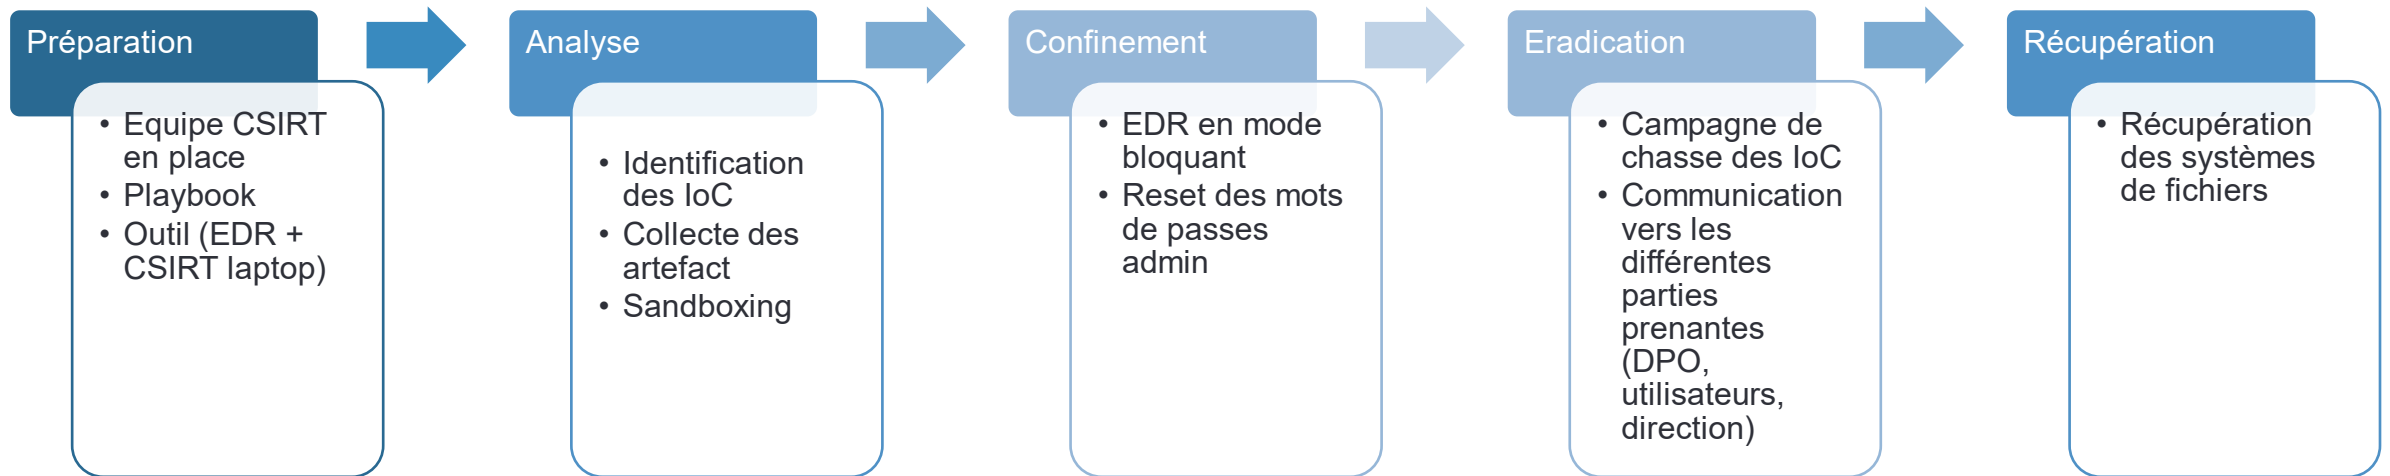 Préparation
• Equipe CSIRT
en place
• Playbook
• Outil (EDR +
CSIRT laptop)
Analyse
• Identification
des IoC
• Collecte des
artefact
• Sandboxing
Confinement
• EDR en mode
bloquant
• Reset des mots
de passes
admin
Eradication
• Campagne de
chasse des IoC
• Communication
vers les
différentes
parties
prenantes
(DPO,
utilisateurs,
direction)
Récupération
• Récupération
des systèmes
de fichiers